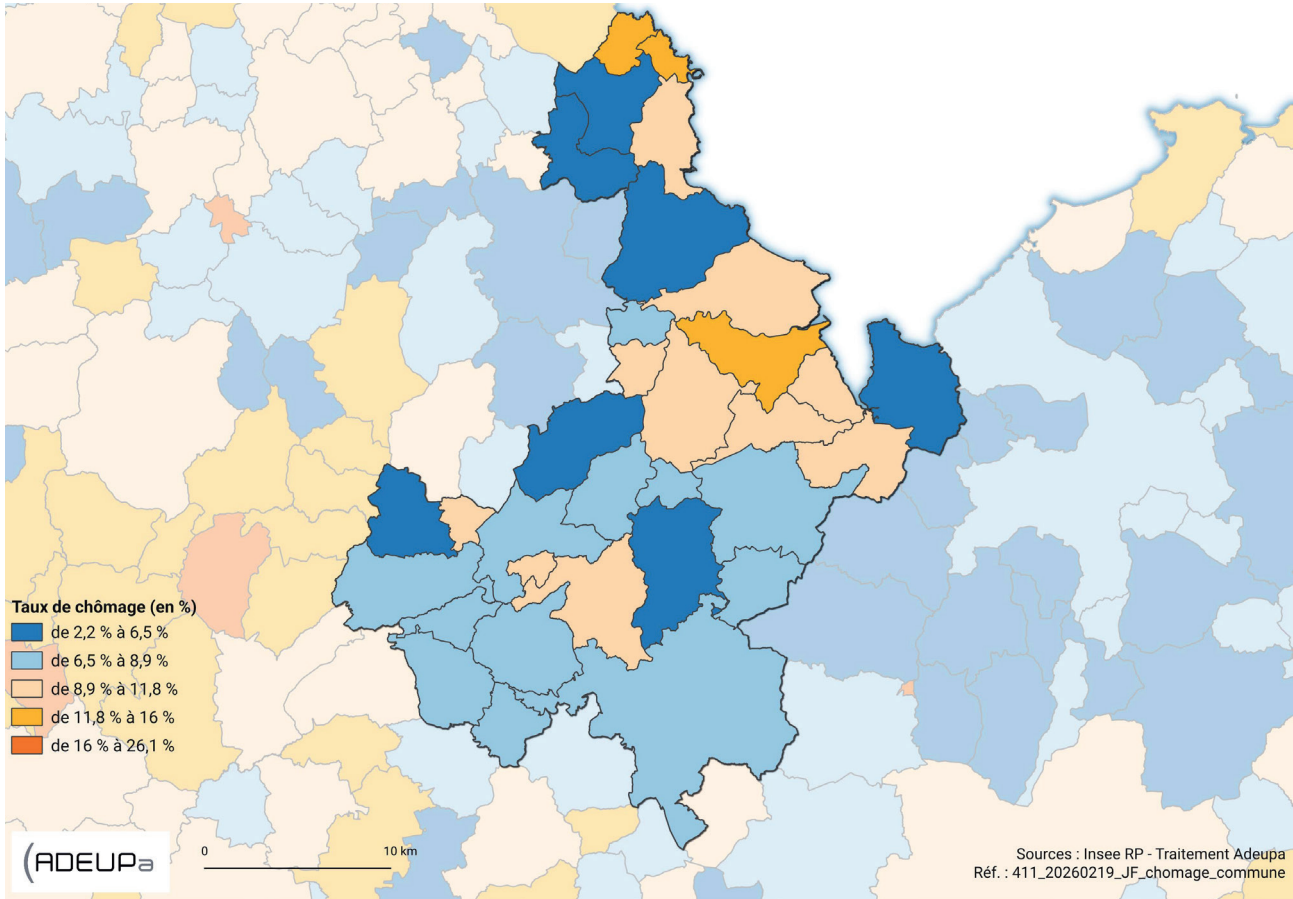 Taux de chômage (en %)
de 2,2 % à 6,5 %
de 6,5 % à 8,9 %
de 8,9 % à 11,8 %
de 11,8 % à 16 %
de 16 % à 26,1 %
(ADEUPa
0 10 km
Sources : Insee RP - Traitement Adeupa
Réf. : 411_20260219_JF_chomage_commune